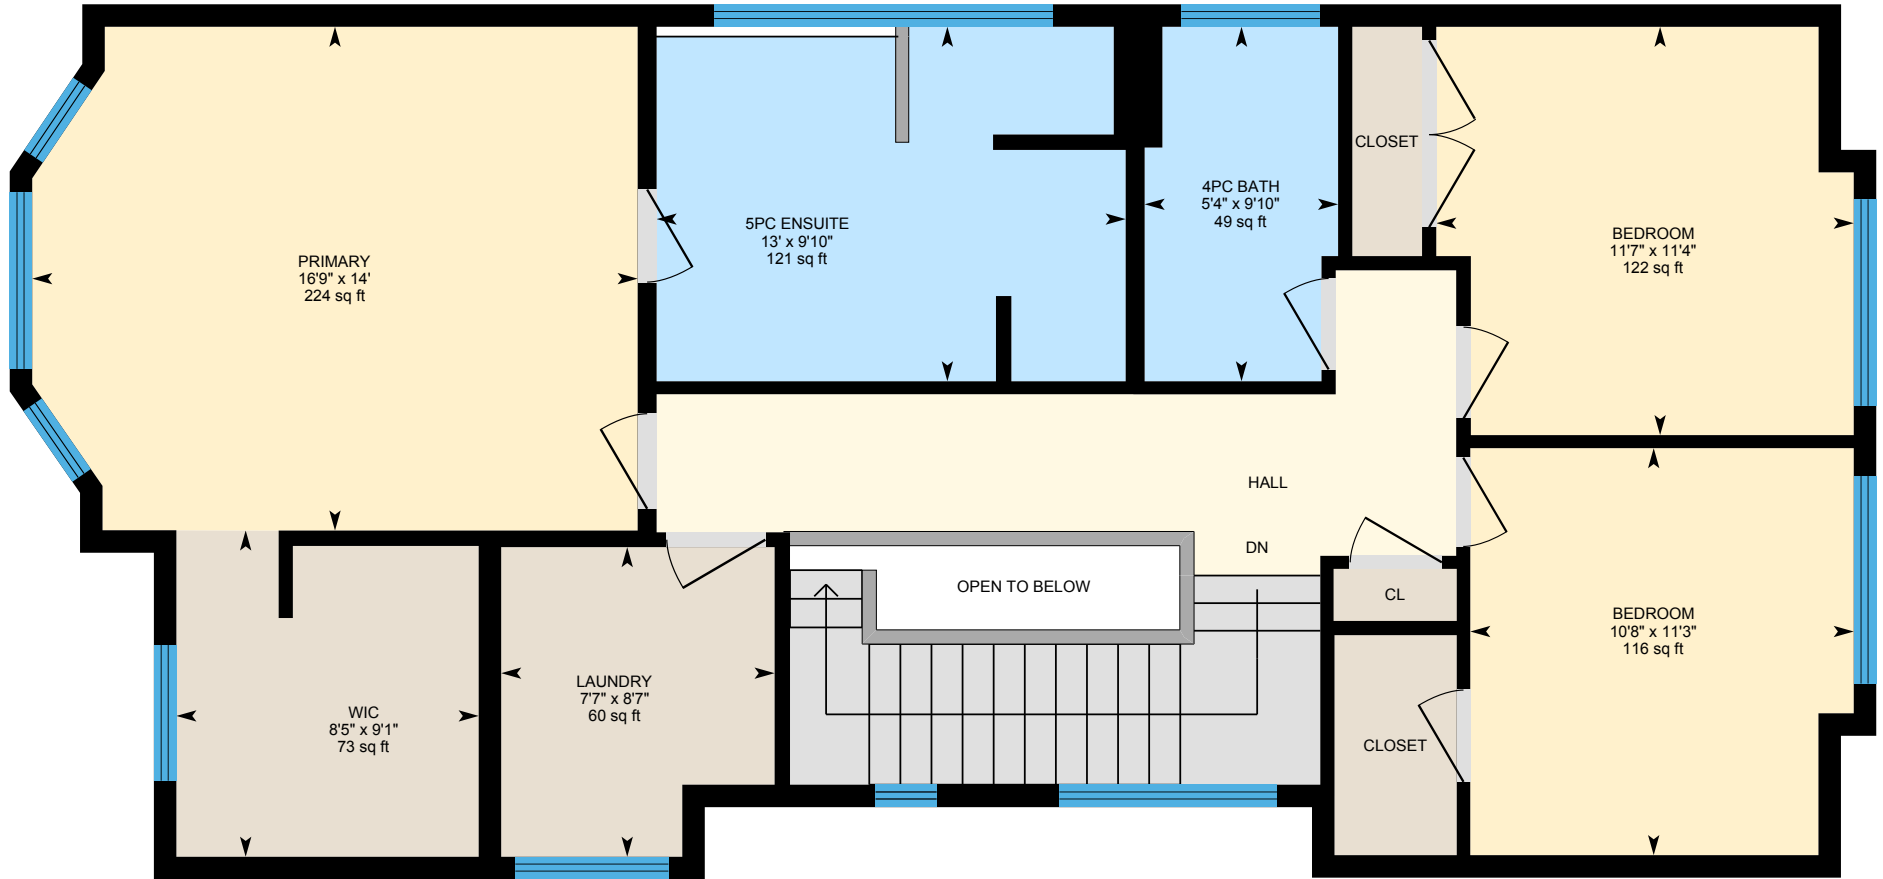 PRIMARY
16'9" x 14'
224 sq ft
5PC ENSUITE
13' x 9'10"
121 sq ft
4PC BATH
5'4" x 9'10"
49 sq ft
CLOSET
BEDROOM
11'7" x 11'4"
122 sq ft
HALL
DN
OPEN TO BELOW
CL
BEDROOM
10'8" x 11'3"
116 sq ft
WIC
8'5" x 9'1"
73 sq ft
LAUNDRY
7'7" x 8'7"
60 sq ft
CLOSET